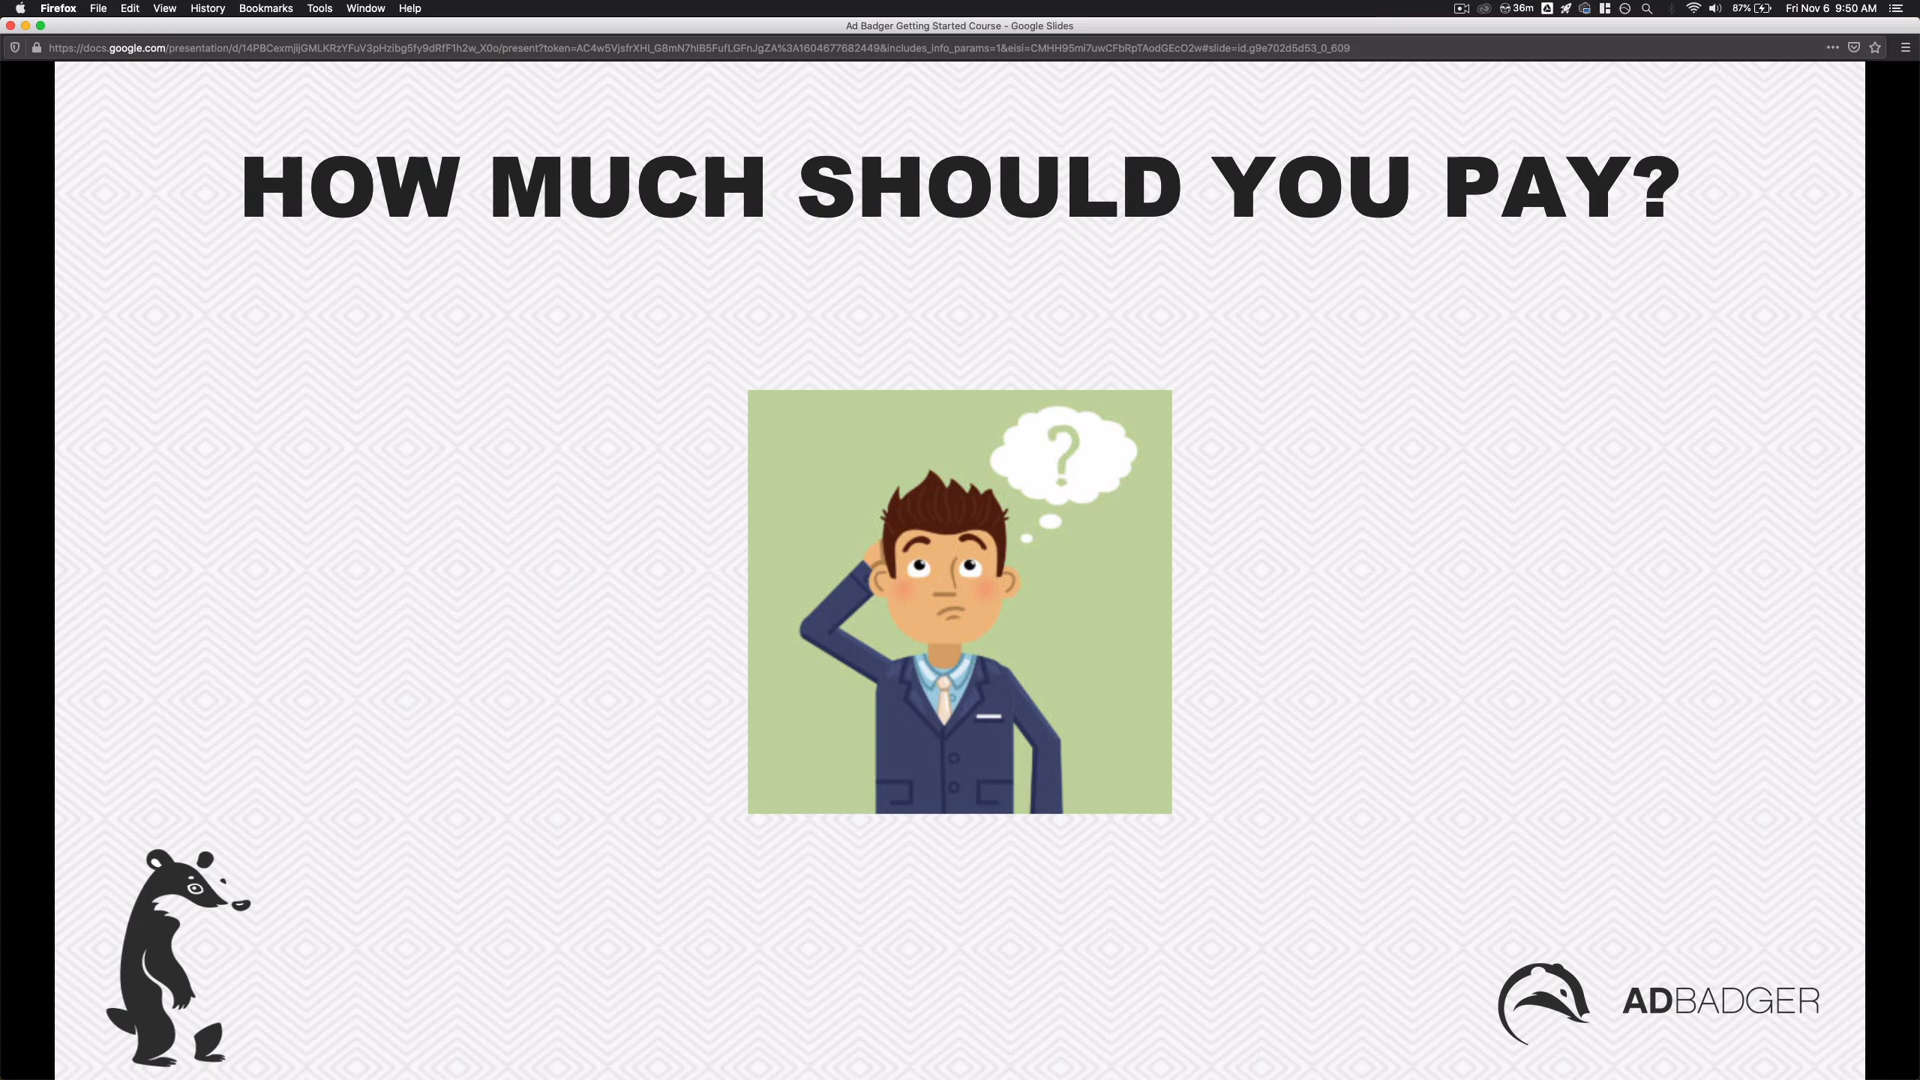 Firefox File Edit View History Bookmarks Tools Window Help 36m 87% Fri Nov 6 9:50 AM
Ad Badger Getting Started Course - Google Slides
https://docs.google.com/presentation/d/14PBCexmjijGMLKRzYFuV3pHzibg5fy9dRfF1h2w_X0o/present?token=AC4w5VjsfrXHl_G8mN7hlB5FufLGFnJgZA%3A1604677682449&includes_info_params=1&eisi=CMHH95mi7uwCFbRpTAodGEcO2w#slide=id.g9e702d5d53_0_609
HOW MUCH SHOULD YOU PAY?
?
ADBADGER